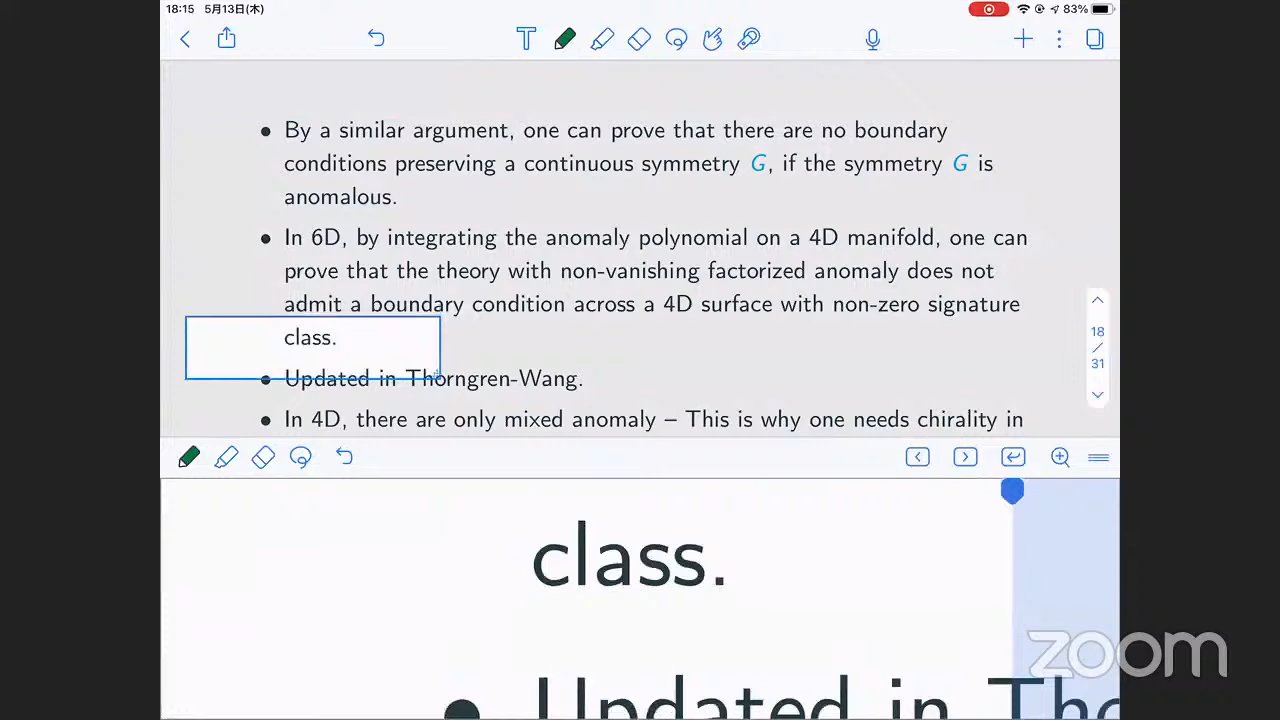 18:15 5月13日(木)
83%
T
• By a similar argument, one can prove that there are no boundary
conditions preserving a continuous symmetry G, if the symmetry G is
anomalous.
• In 6D, by integrating the anomaly polynomial on a 4D manifold, one can
prove that the theory with non-vanishing factorized anomaly does not
admit a boundary condition across a 4D surface with non-zero signature
class.
• Updated in Thorngren-Wang.
• In 4D, there are only mixed anomaly – This is why one needs chirality in
18
/
31
class.
• Updated in Tho
zoom